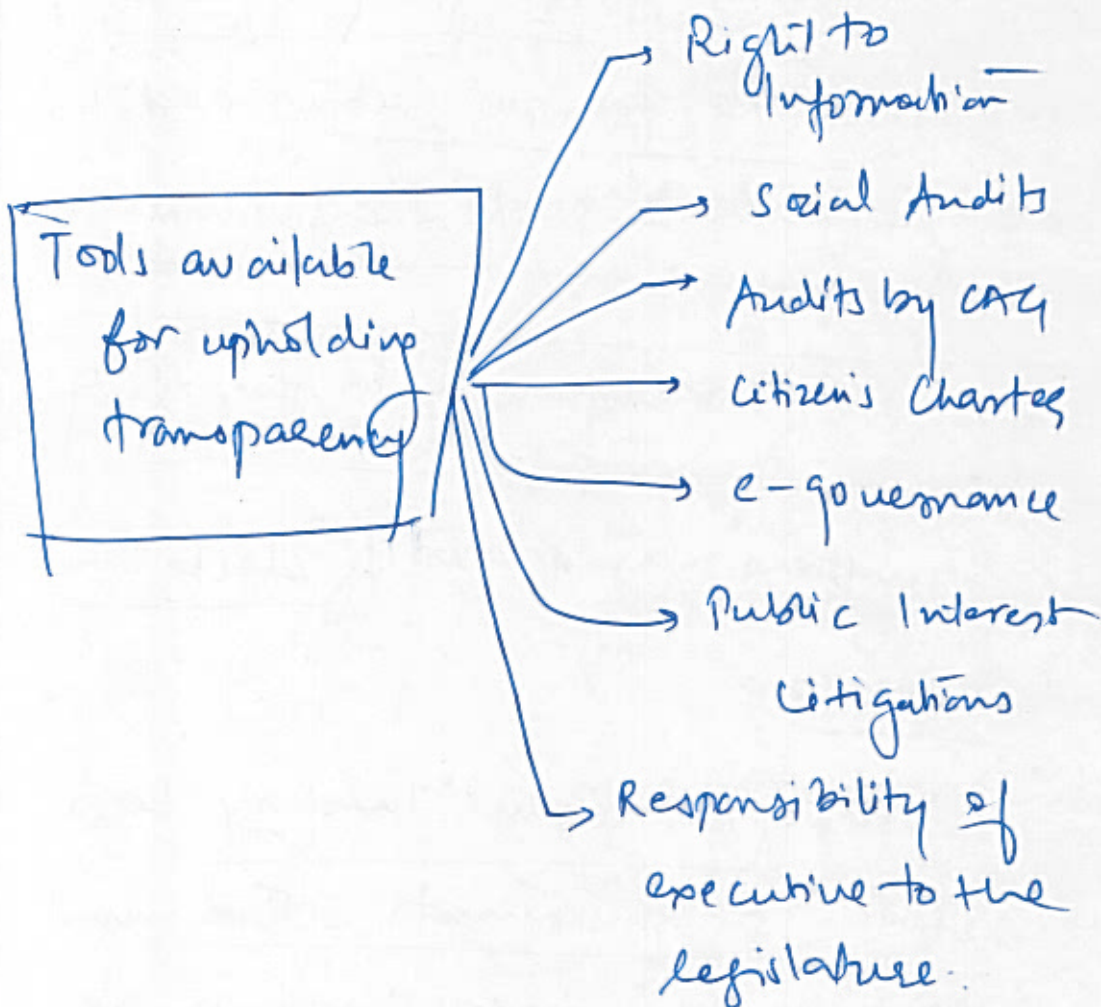 Right to
Information
Social Audits
Tools available
for upholding
transparency
Audits by CAG
Citizen's Charter
e-governance
Public Interest
Litigations
Responsibility of
executive to the
legislature.